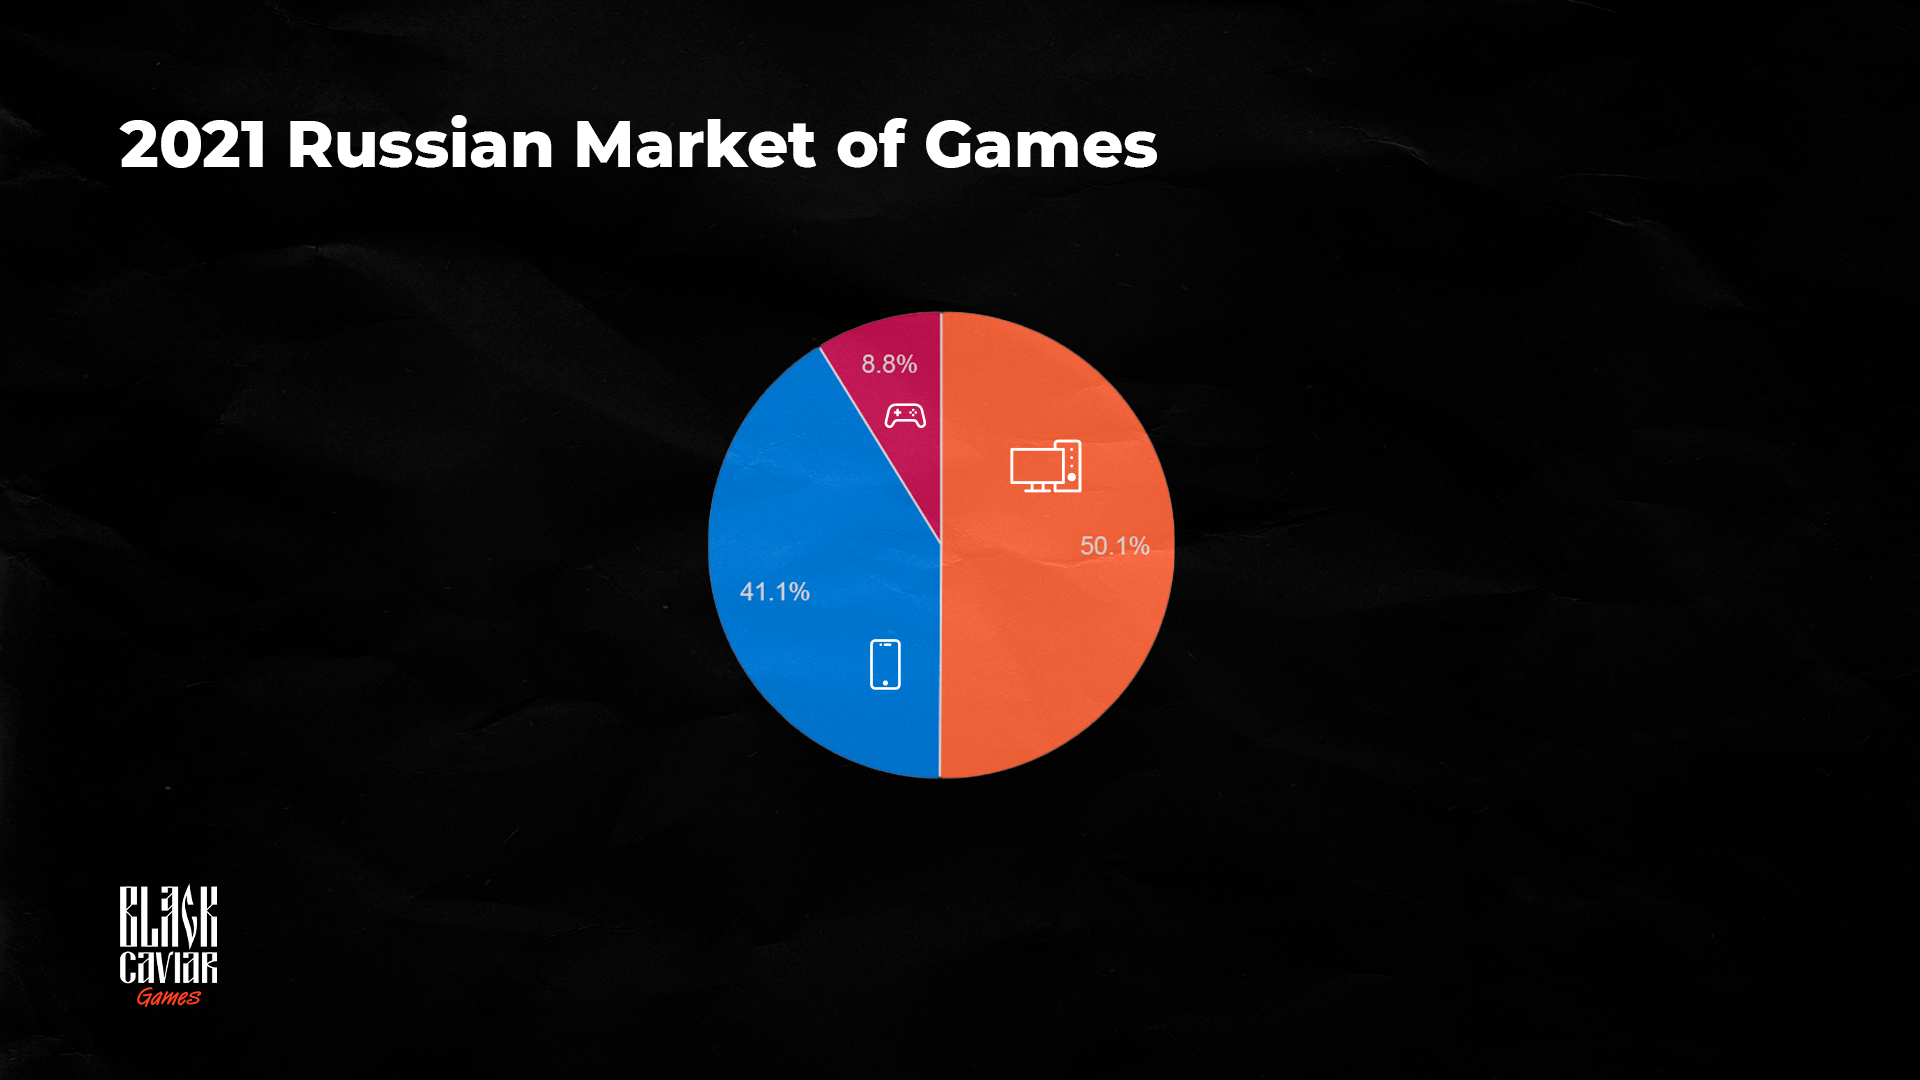 2021 Russian Market of Games
8.8%
50.1%
41.1%
BLACK
CAVIAR
Games